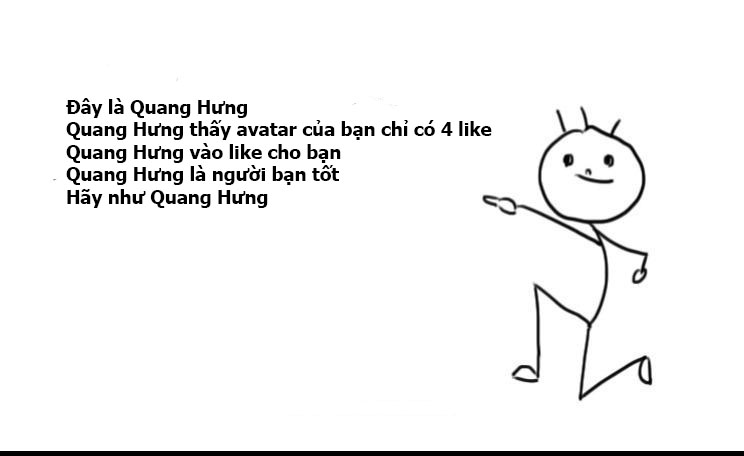 Đây là Quang Hưng
Quang Hưng thấy avatar của bạn chỉ có 4 like
Quang Hưng vào like cho bạn
Quang Hưng là người bạn tốt
Hãy như Quang Hưng